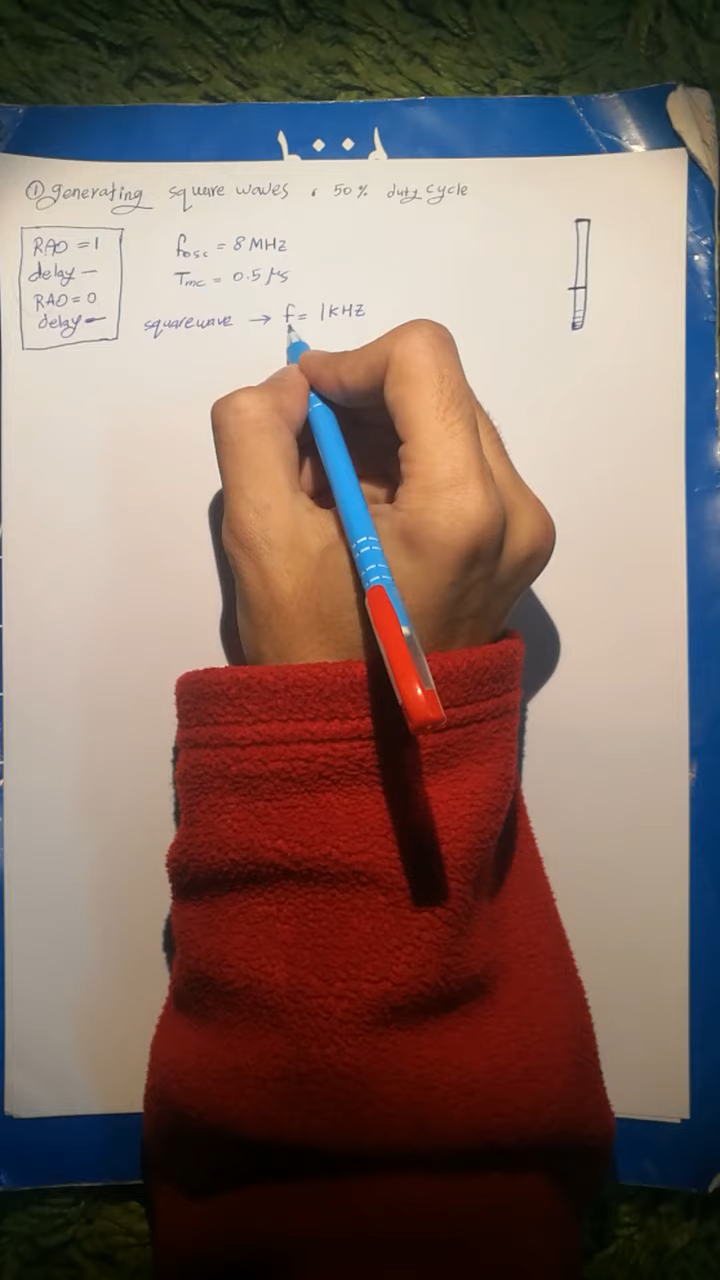 ① generating square waves , 50% duty cycle
RA0 = 1
delay —
RA0 = 0
delay —
fosc = 8 MHz
Tmc = 0.5 μs
squarewave → f = 1 KHZ